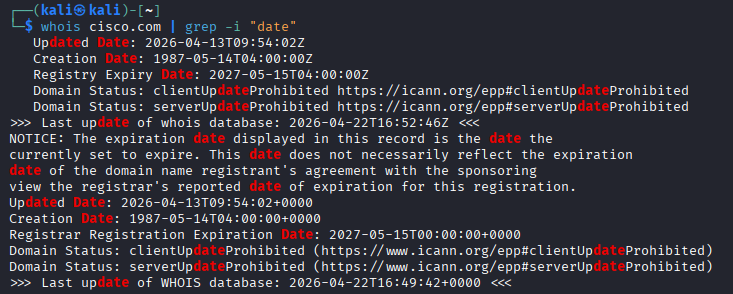 ┌──(kali㉿kali)-[~]
└─$ whois cisco.com | grep -i "date"
   Updated Date: 2026-04-13T09:54:02Z
   Creation Date: 1987-05-14T04:00:00Z
   Registry Expiry Date: 2027-05-15T04:00:00Z
   Domain Status: clientUpdateProhibited https://icann.org/epp#clientUpdateProhibited
   Domain Status: serverUpdateProhibited https://icann.org/epp#serverUpdateProhibited
>>> Last update of whois database: 2026-04-22T16:52:46Z <<<
NOTICE: The expiration date displayed in this record is the date the
currently set to expire. This date does not necessarily reflect the expiration
date of the domain name registrant's agreement with the sponsoring
view the registrar's reported date of expiration for this registration.
Updated Date: 2026-04-13T09:54:02+0000
Creation Date: 1987-05-14T04:00:00+0000
Registrar Registration Expiration Date: 2027-05-15T00:00:00+0000
Domain Status: clientUpdateProhibited (https://www.icann.org/epp#clientUpdateProhibited)
Domain Status: serverUpdateProhibited (https://www.icann.org/epp#serverUpdateProhibited)
>>> Last update of WHOIS database: 2026-04-22T16:49:42+0000 <<<